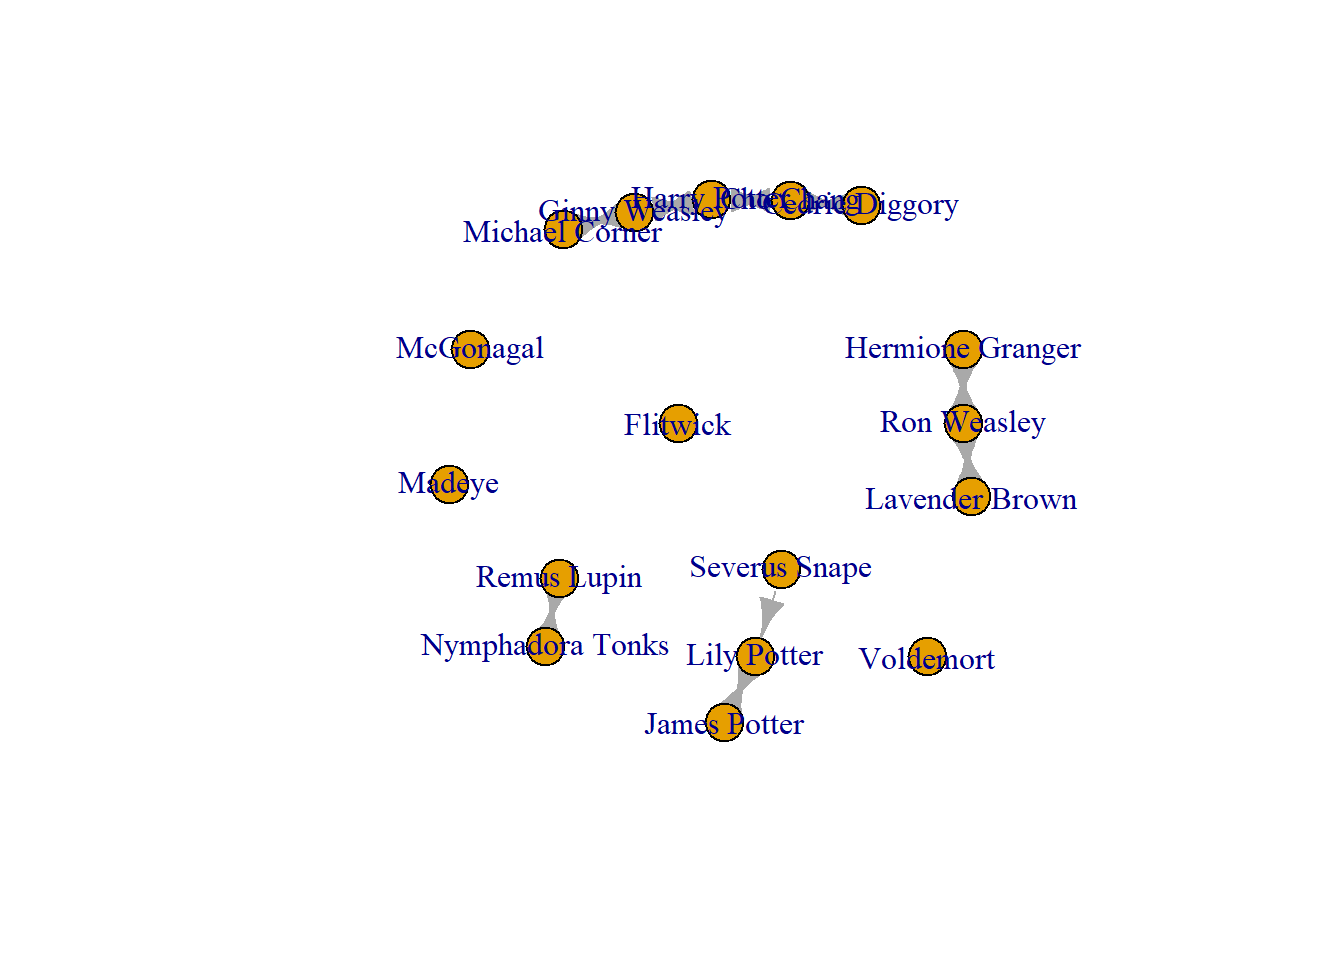 Harry Potter
Cho Chang
Cedric Diggory
Ginny Weasley
Michael Corner
McGonagal
Hermione Granger
Flitwick
Ron Weasley
Madeye
Lavender Brown
Remus Lupin
Severus Snape
Nymphadora Tonks
Lily Potter
Voldemort
James Potter